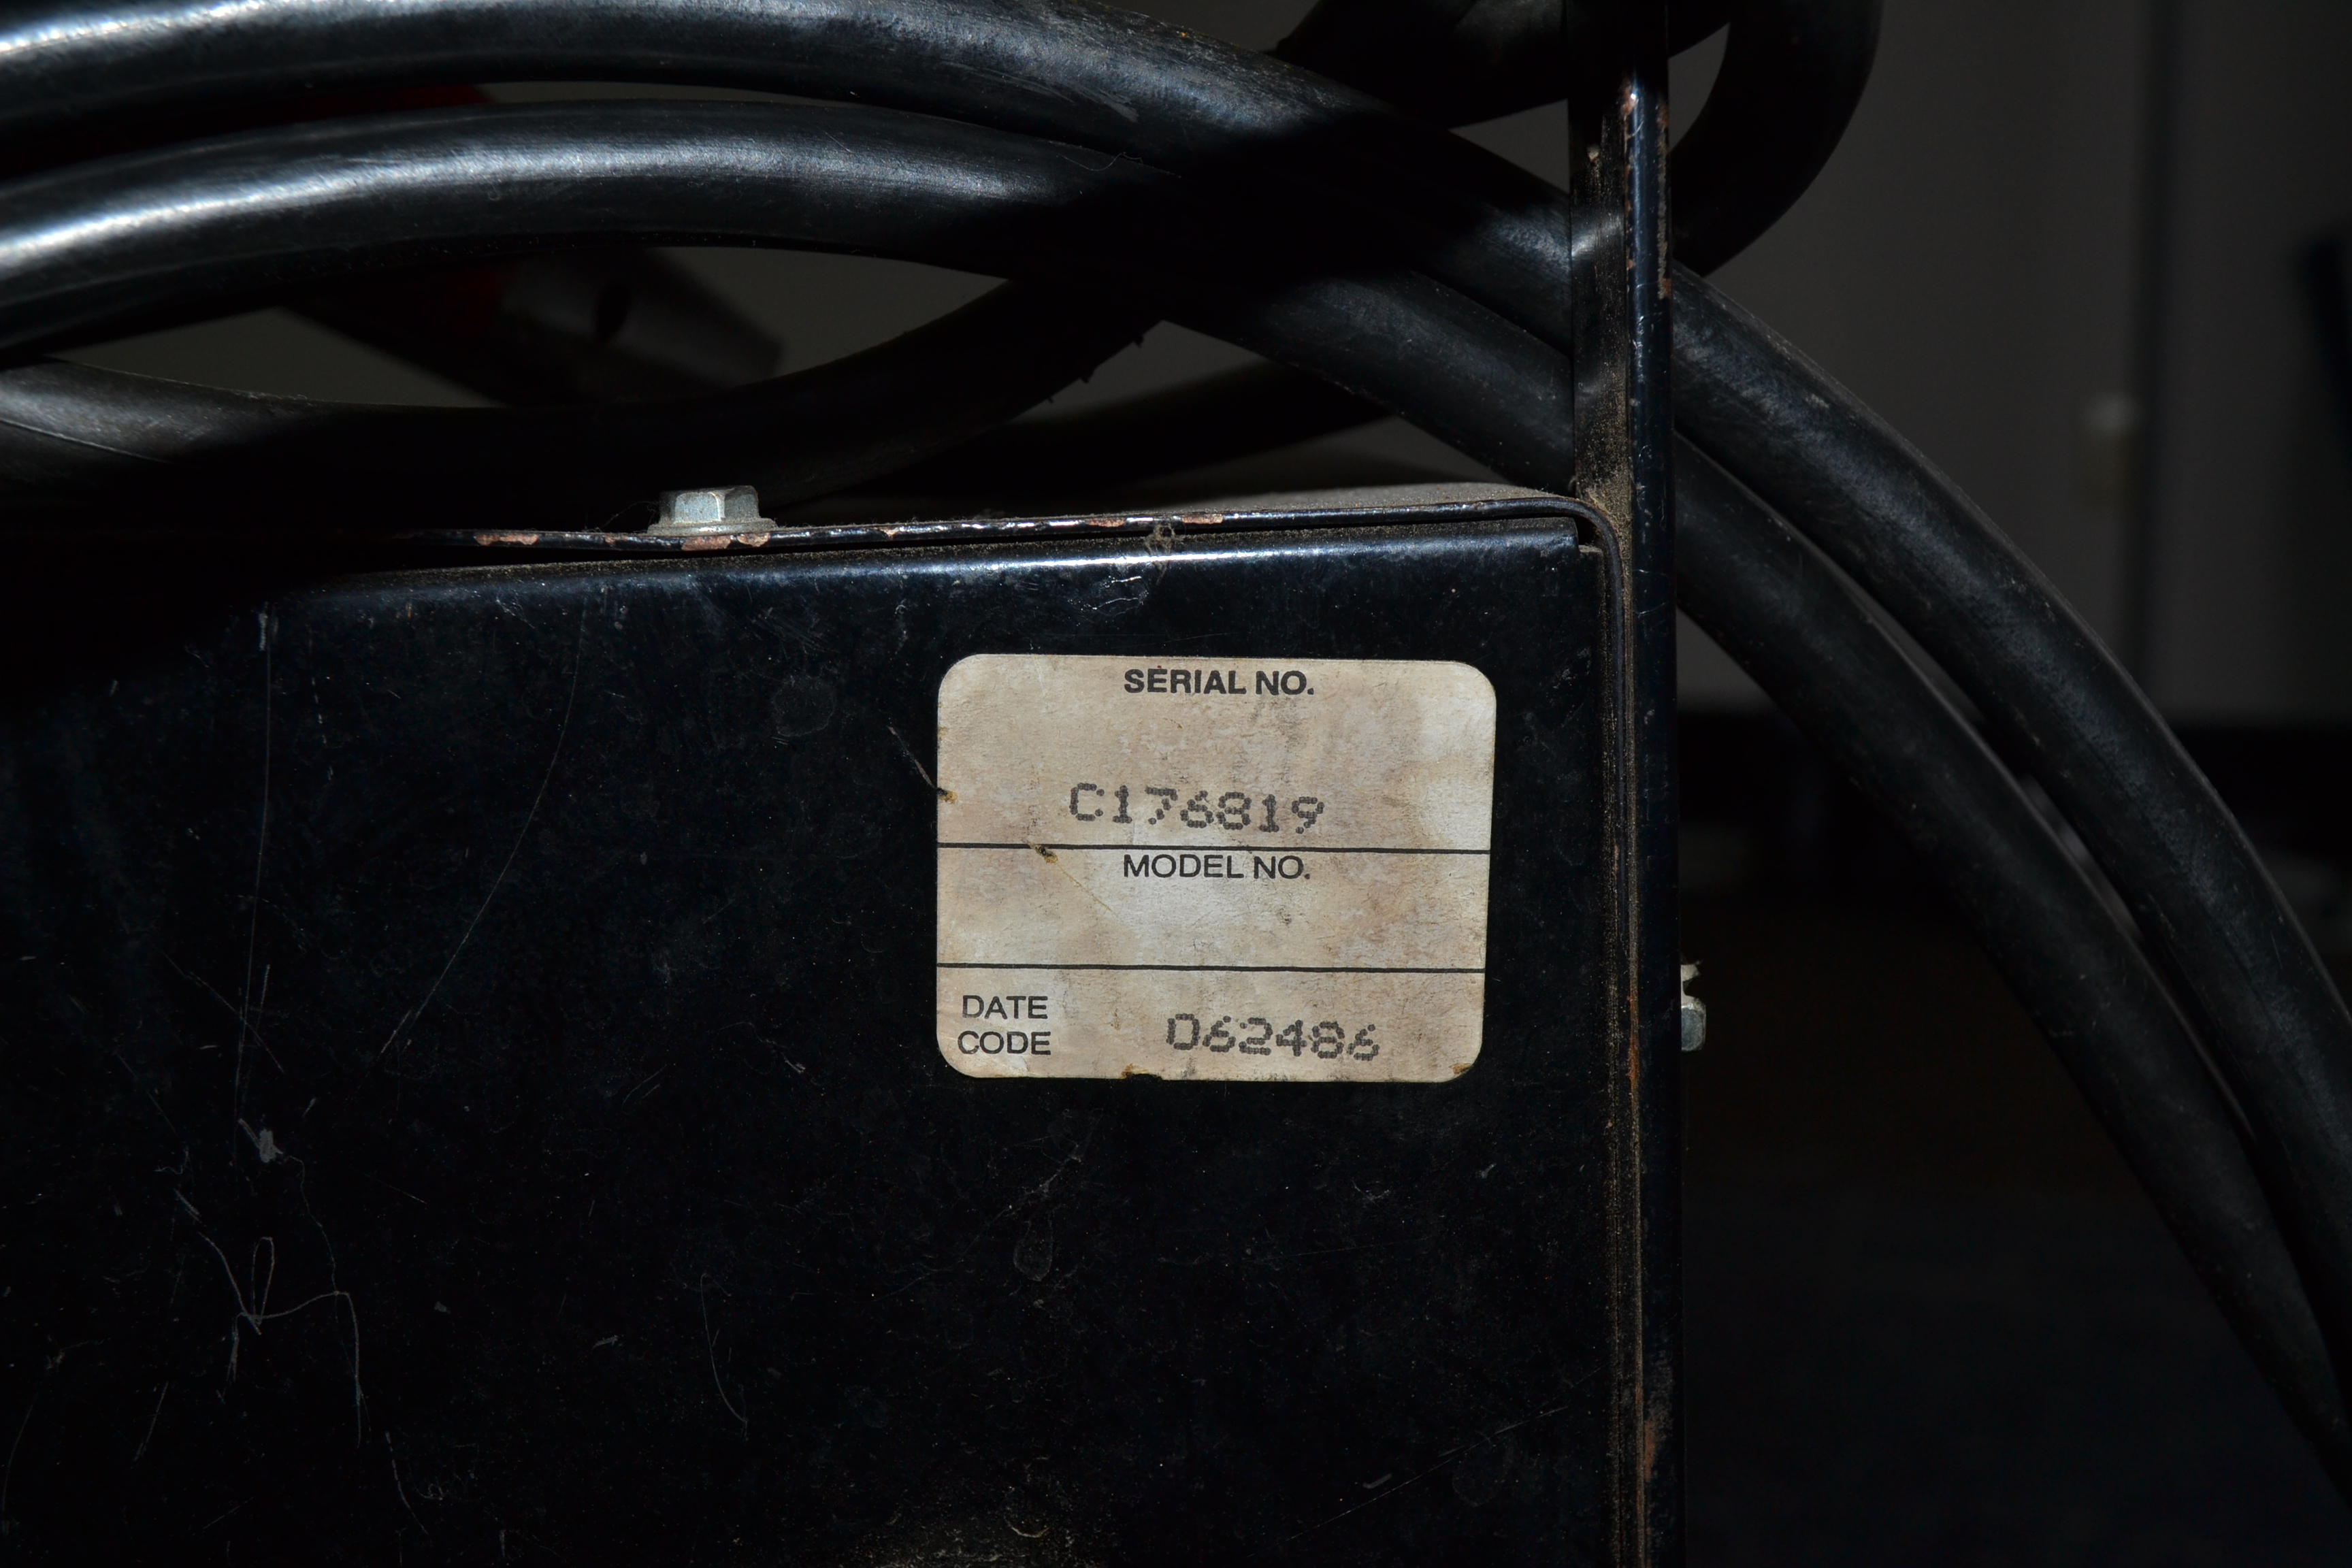 SERIAL NO.
C176819
MODEL NO.
DATE
CODE 062486